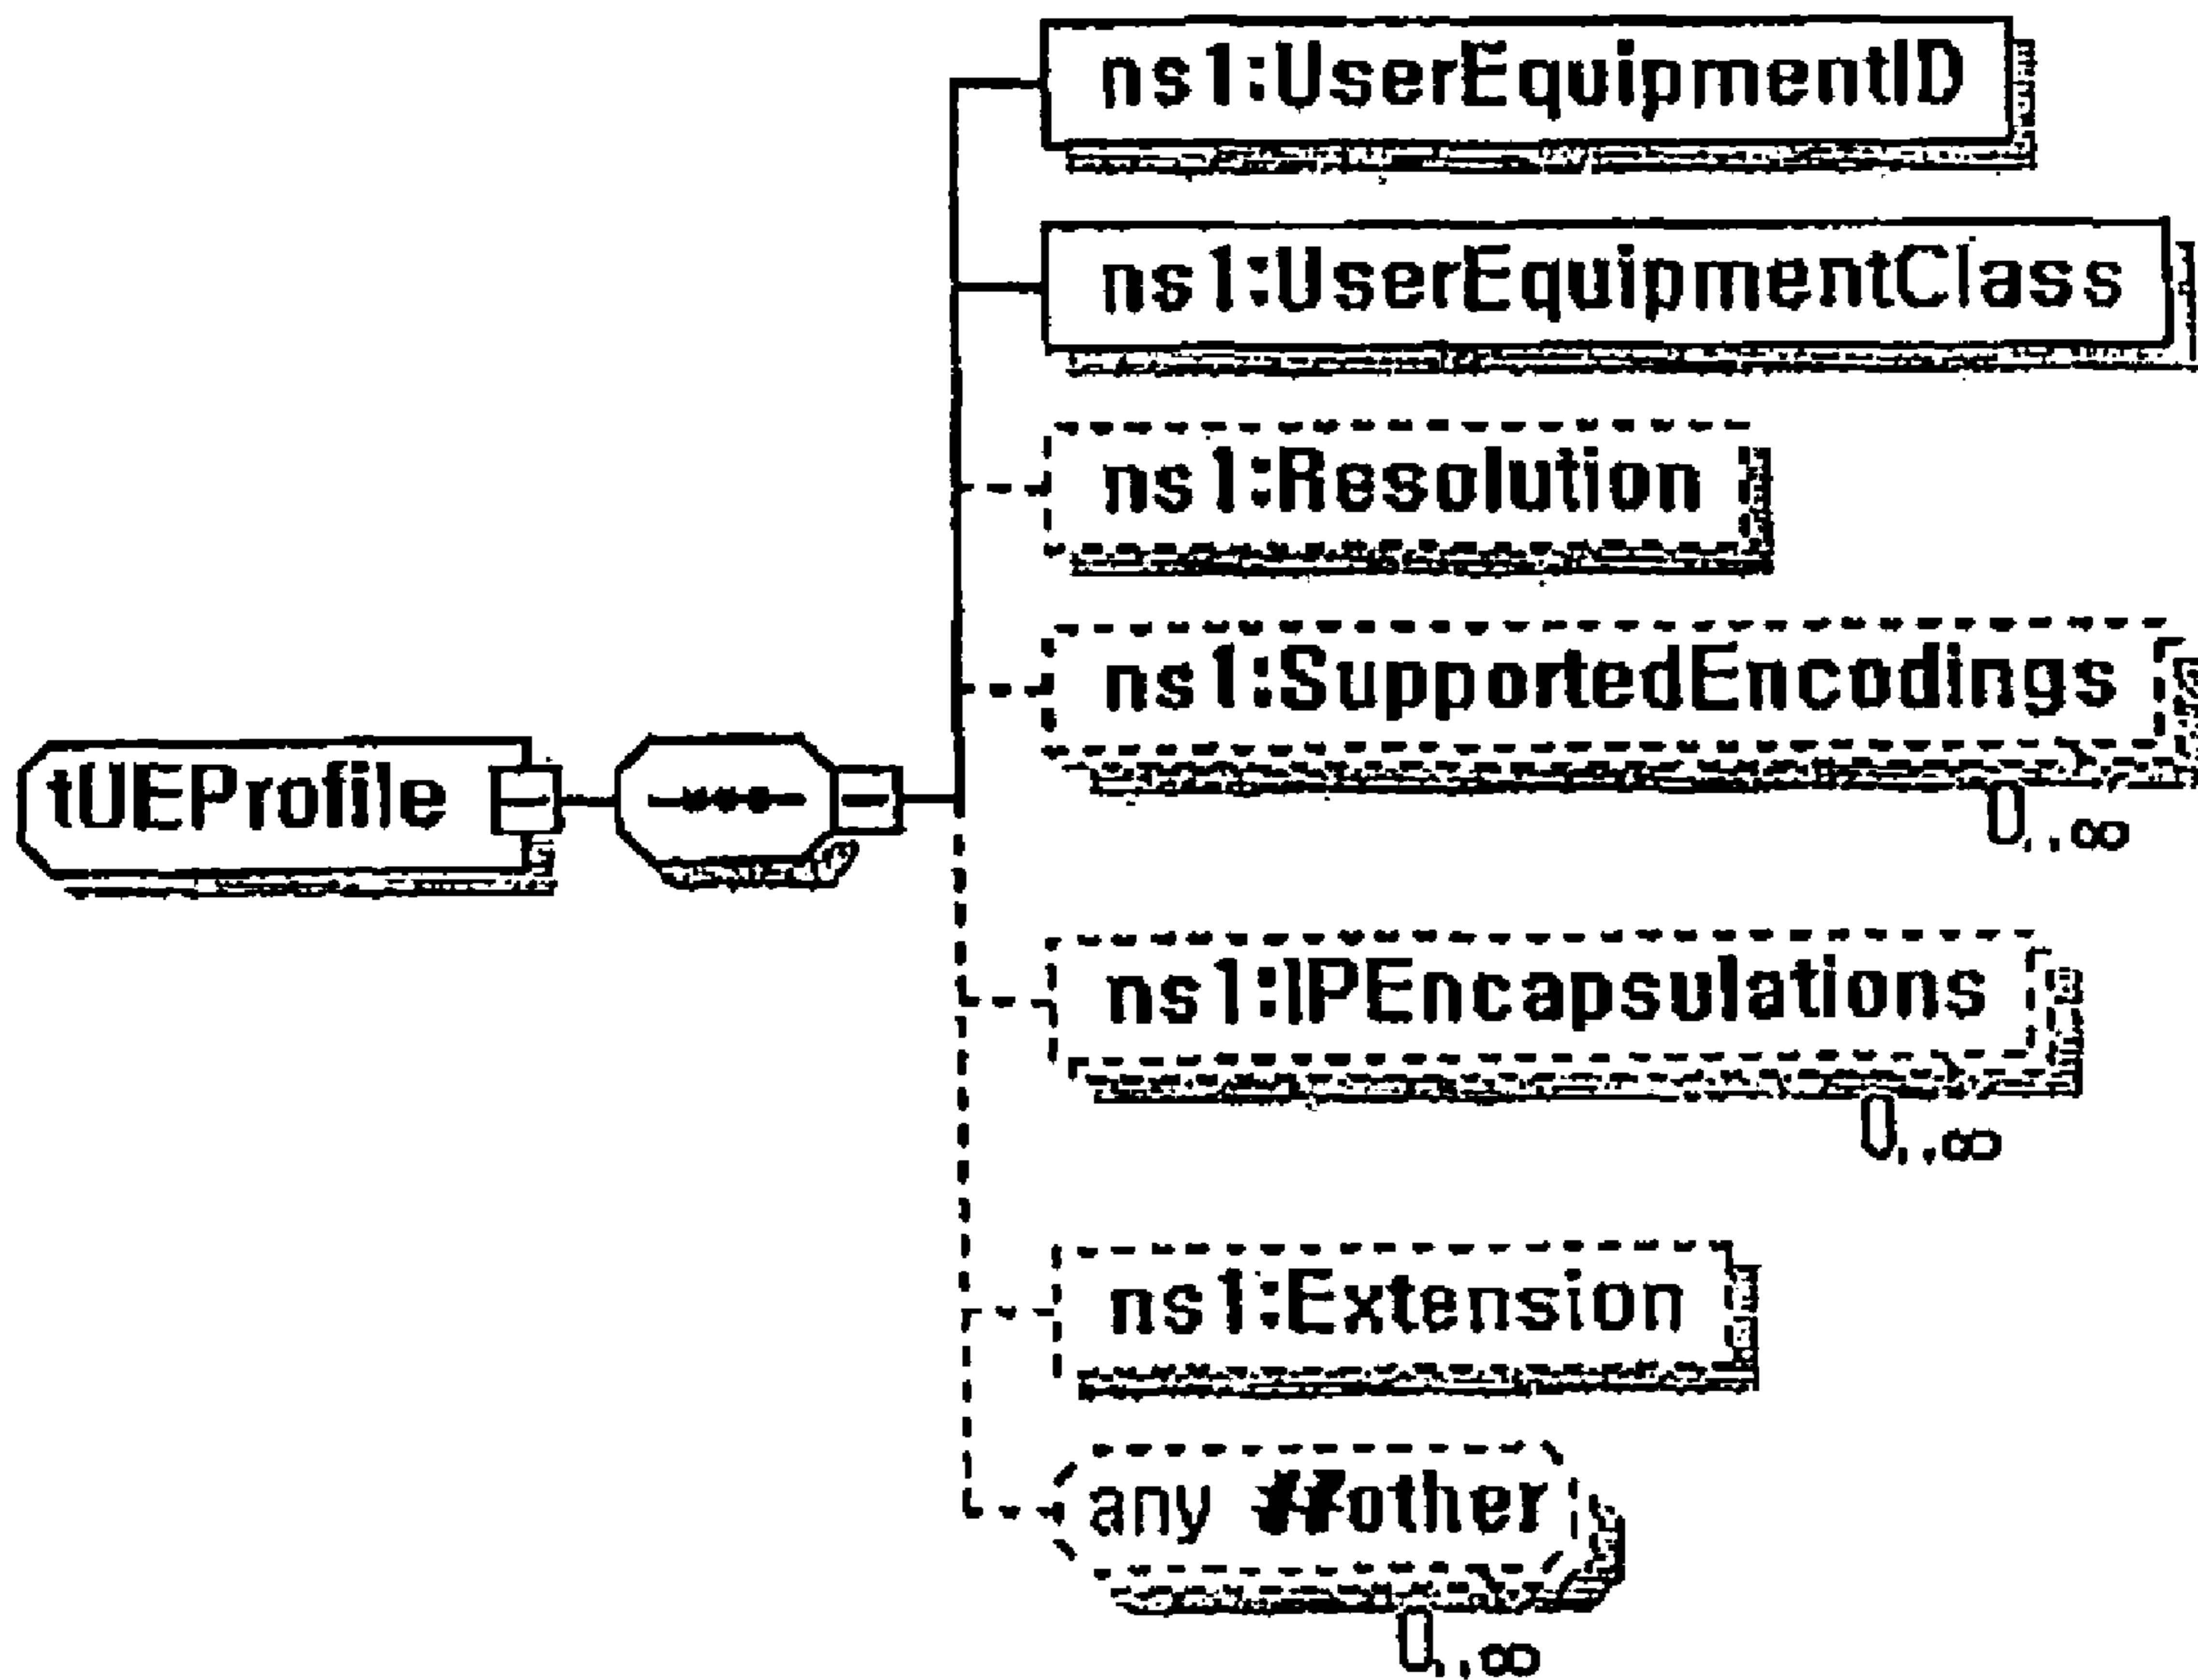 ns1:UserEquipmentID
ns1:UserEquipmentClass
ns1:Resolution
ns1:SupportedEncodings
0..∞
tUEProfile
ns1:IPEncapsulations
0..∞
ns1:Extension
any ##other
0..∞